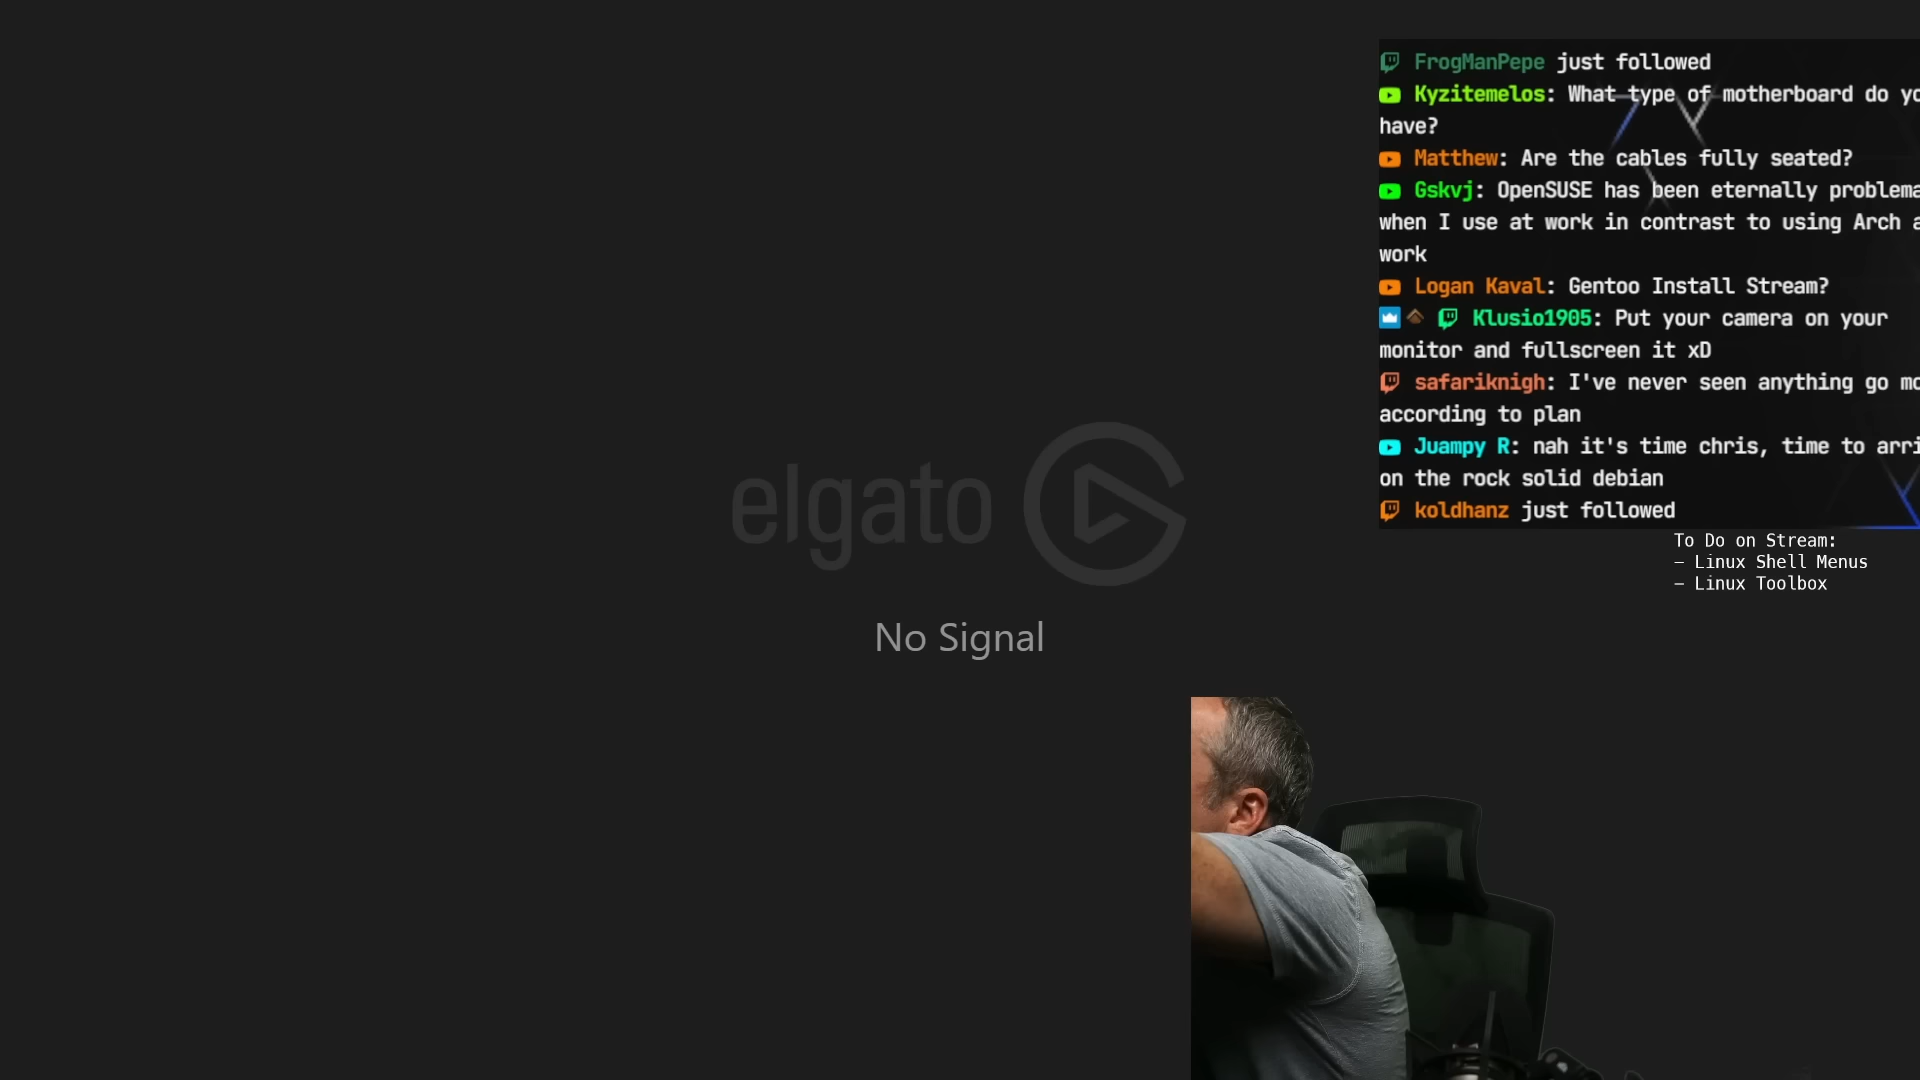 FrogManPepe just followed
Kyzitemelos: What type of motherboard do
have?
Matthew: Are the cables fully seated?
Gskvj: OpenSUSE has been eternally
when I use at work in contrast to using Arch
work
Logan Kaval: Gentoo Install Stream?
Klusio1905: Put your camera on your
monitor and fullscreen it xD
safariknigh: I've never seen anything go
according to plan
Juampy R: nah it's time chris, time to
on the rock solid debian
koldhanz just followed
To Do on Stream:
- Linux Shell Menus
- Linux Toolbox
elgato
No Signal